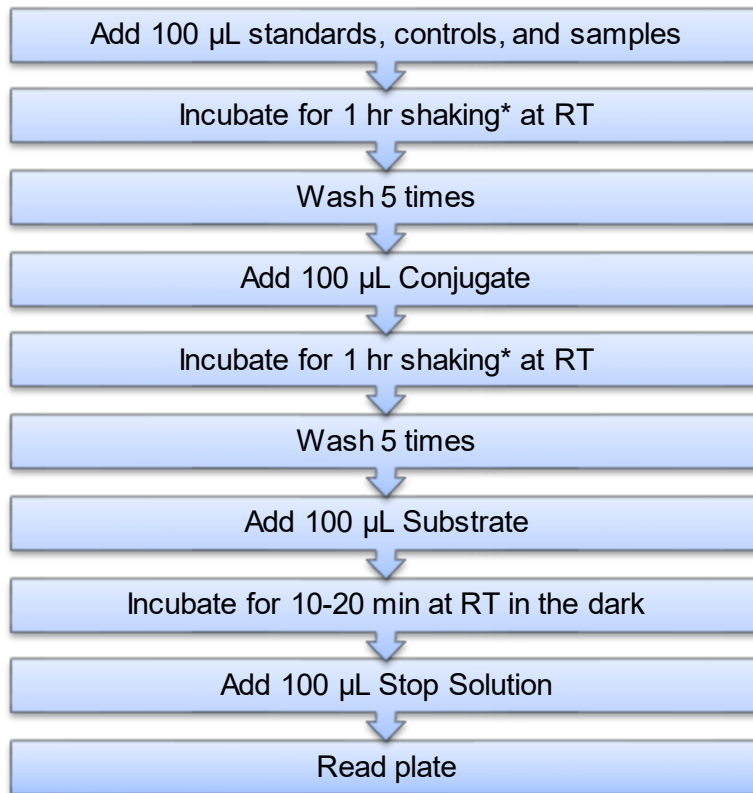 Add 100 µL standards, controls, and samples
Incubate for 1 hr shaking* at RT
Wash 5 times
Add 100 µL Conjugate
Incubate for 1 hr shaking* at RT
Wash 5 times
Add 100 µL Substrate
Incubate for 10-20 min at RT in the dark
Add 100 µL Stop Solution
Read plate